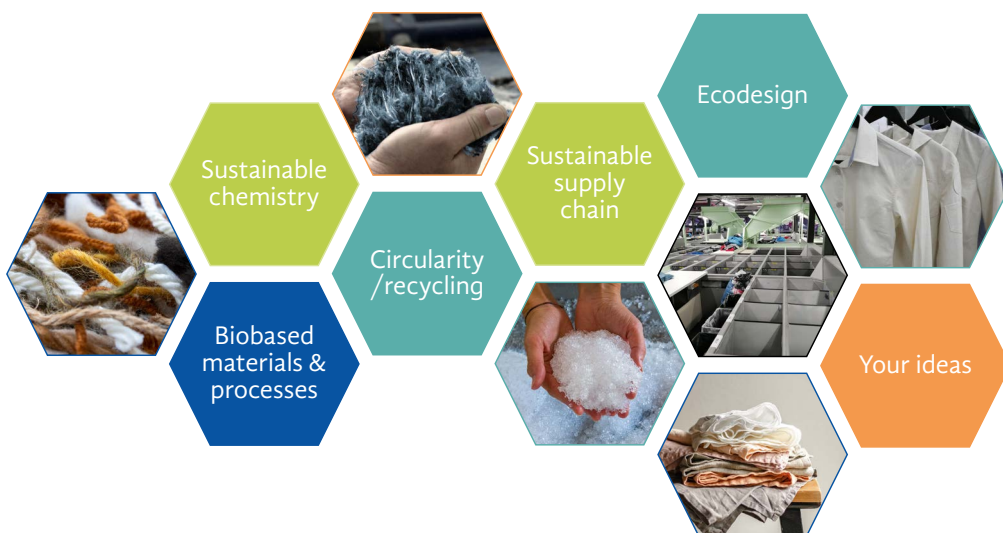 Sustainable
chemistry
Biobased
materials &
processes
Circularity
/recycling
Sustainable
supply
chain
Ecodesign
Your ideas